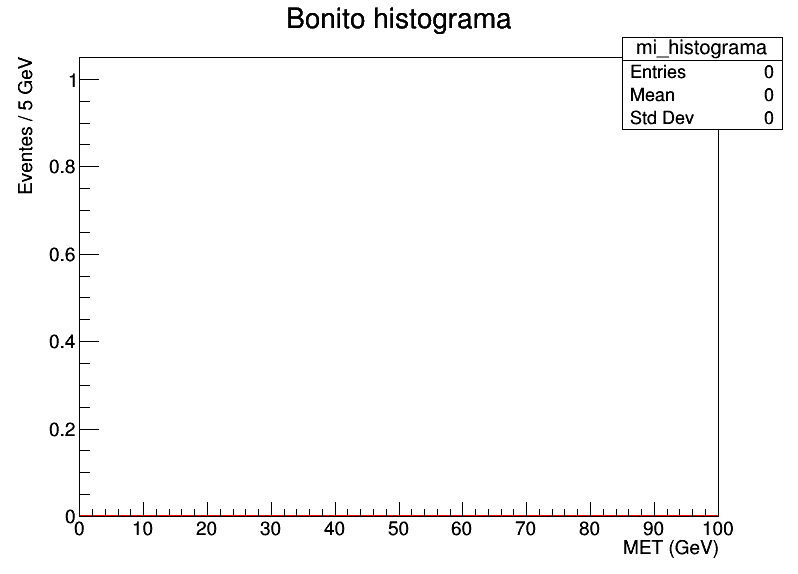 Bonito histograma
mi_histograma
Entries 0
Mean 0
Std Dev 0
Eventes / 5 GeV
1
0.8
0.6
0.4
0.2
0
0 10 20 30 40 50 60 70 80 90 100
MET (GeV)